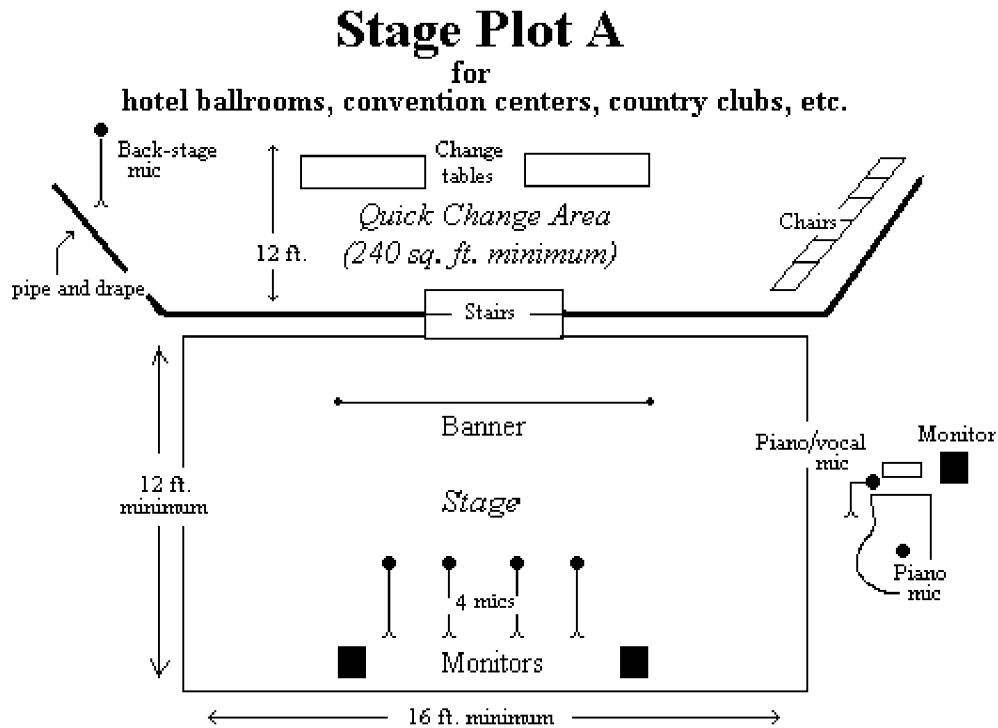 Stage Plot A
for
hotel ballrooms, convention centers, country clubs, etc.
Back-stage
mic
Change
tables
Quick Change Area
(240 sq. ft. minimum)
12 ft.
Chairs
pipe and drape
Stairs
Banner
Piano/vocal
mic
Monitor
12 ft.
minimum
Stage
4 mics
Piano
mic
Monitors
16 ft. minimum